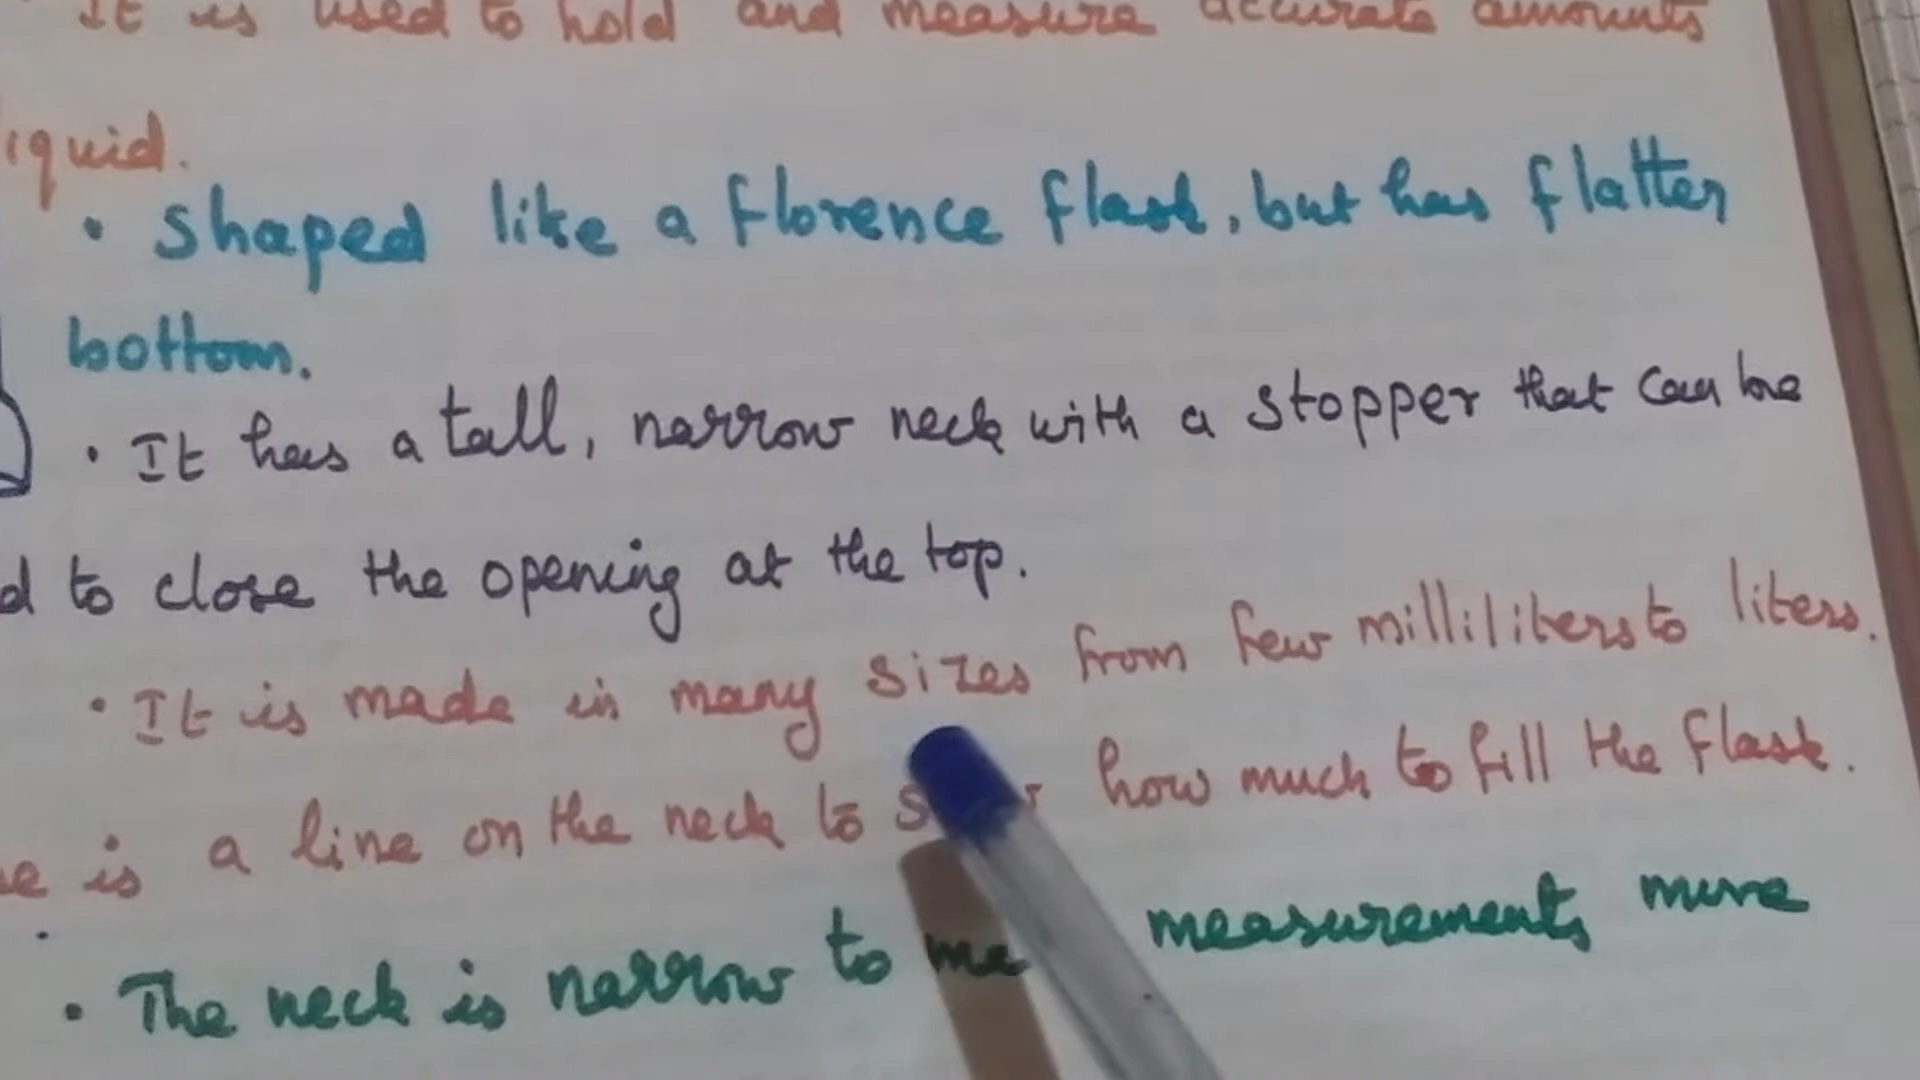 It is used to hold and measure accurate amounts
iquid.
• shaped like a florence flask, but has flatter
bottom.
• It has a tall, narrow neck with a stopper that can be
d to close the opening at the top.
• It is made in many sizes from few milliliters to liters.
is a line on the neck to how much to fill the flask.
• The neck is narrow to measurements more